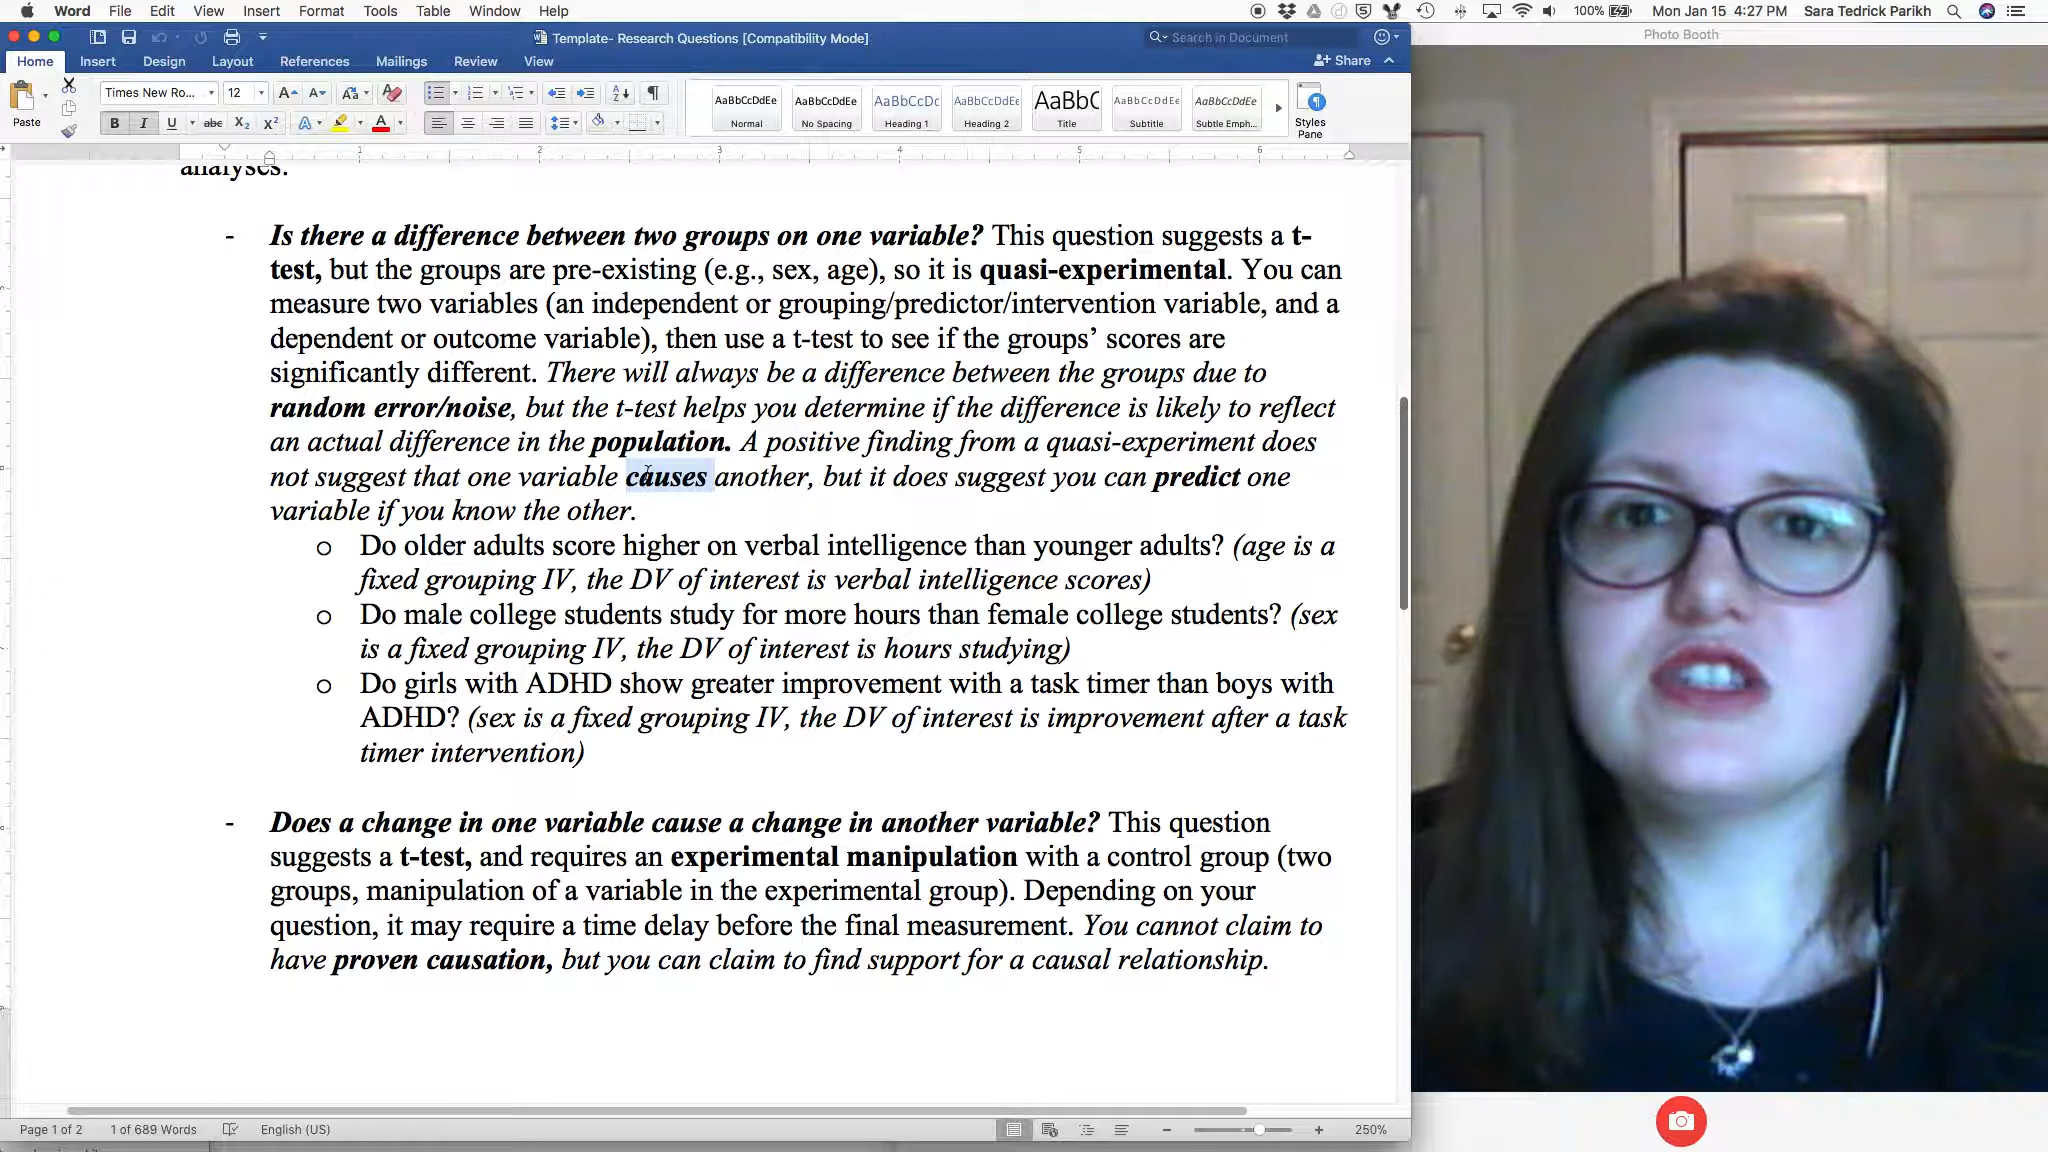 Word File Edit View Insert Format Tools Table Window Help
100% Mon Jan 15 4:27 PM Sara Tedrick Parikh
Template- Research Questions [Compatibility Mode]
Search in Document
Photo Booth
Home Insert Design Layout References Mailings Review View
Share
Paste
Times New Ro...
12
AaBbCcDdEe AaBbCcDdEe AaBbCcDc AaBbCcDdEe AaBbC AaBbCcDdEe AaBbCcDdEe
Normal No Spacing Heading 1 Heading 2 Title Subtitle Subtle Emph...
Styles
Pane
1 2 3 4 5 6
analyses.
- Is there a difference between two groups on one variable? This question suggests a t-
test, but the groups are pre-existing (e.g., sex, age), so it is quasi-experimental. You can
measure two variables (an independent or grouping/predictor/intervention variable, and a
dependent or outcome variable), then use a t-test to see if the groups’ scores are
significantly different. There will always be a difference between the groups due to
random error/noise, but the t-test helps you determine if the difference is likely to reflect
an actual difference in the population. A positive finding from a quasi-experiment does
not suggest that one variable causes another, but it does suggest you can predict one
variable if you know the other.
o Do older adults score higher on verbal intelligence than younger adults? (age is a
fixed grouping IV, the DV of interest is verbal intelligence scores)
o Do male college students study for more hours than female college students? (sex
is a fixed grouping IV, the DV of interest is hours studying)
o Do girls with ADHD show greater improvement with a task timer than boys with
ADHD? (sex is a fixed grouping IV, the DV of interest is improvement after a task
timer intervention)
- Does a change in one variable cause a change in another variable? This question
suggests a t-test, and requires an experimental manipulation with a control group (two
groups, manipulation of a variable in the experimental group). Depending on your
question, it may require a time delay before the final measurement. You cannot claim to
have proven causation, but you can claim to find support for a causal relationship.
Page 1 of 2 1 of 689 Words English (US) 250%